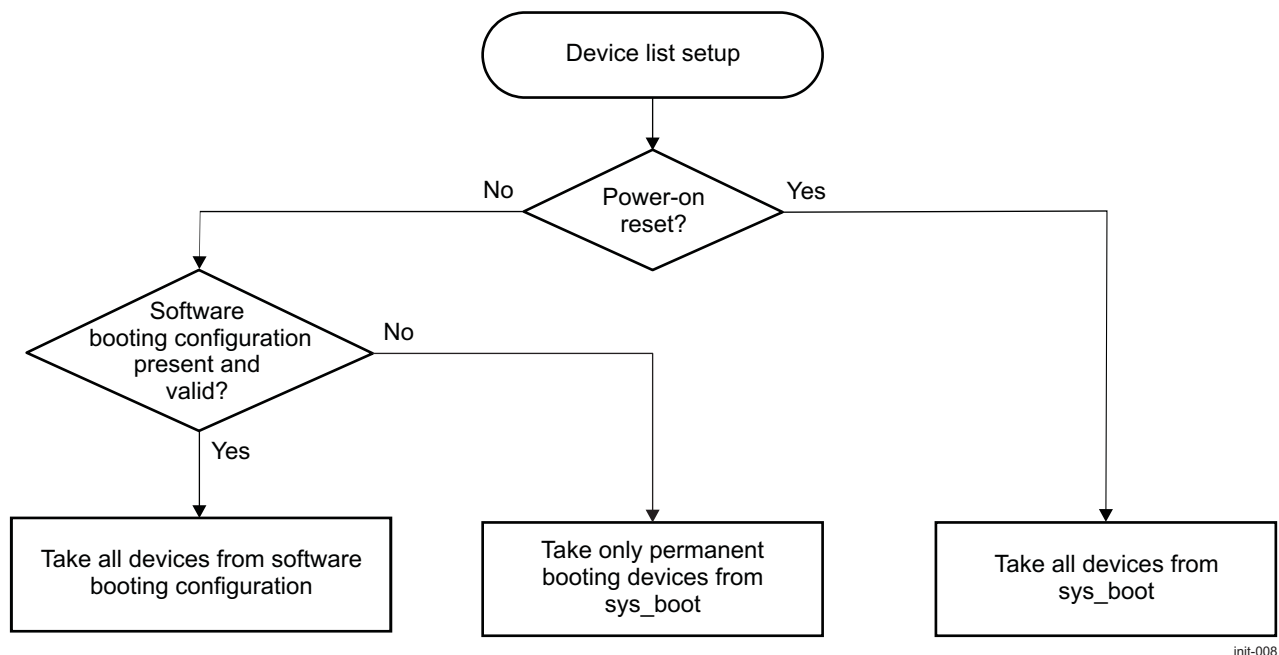 Device list setup
No
Power-on
reset?
Yes
Software
booting configuration
present and
valid?
No
Yes
Take all devices from software
booting configuration
Take only permanent
booting devices from
sys_boot
Take all devices from
sys_boot
init-008